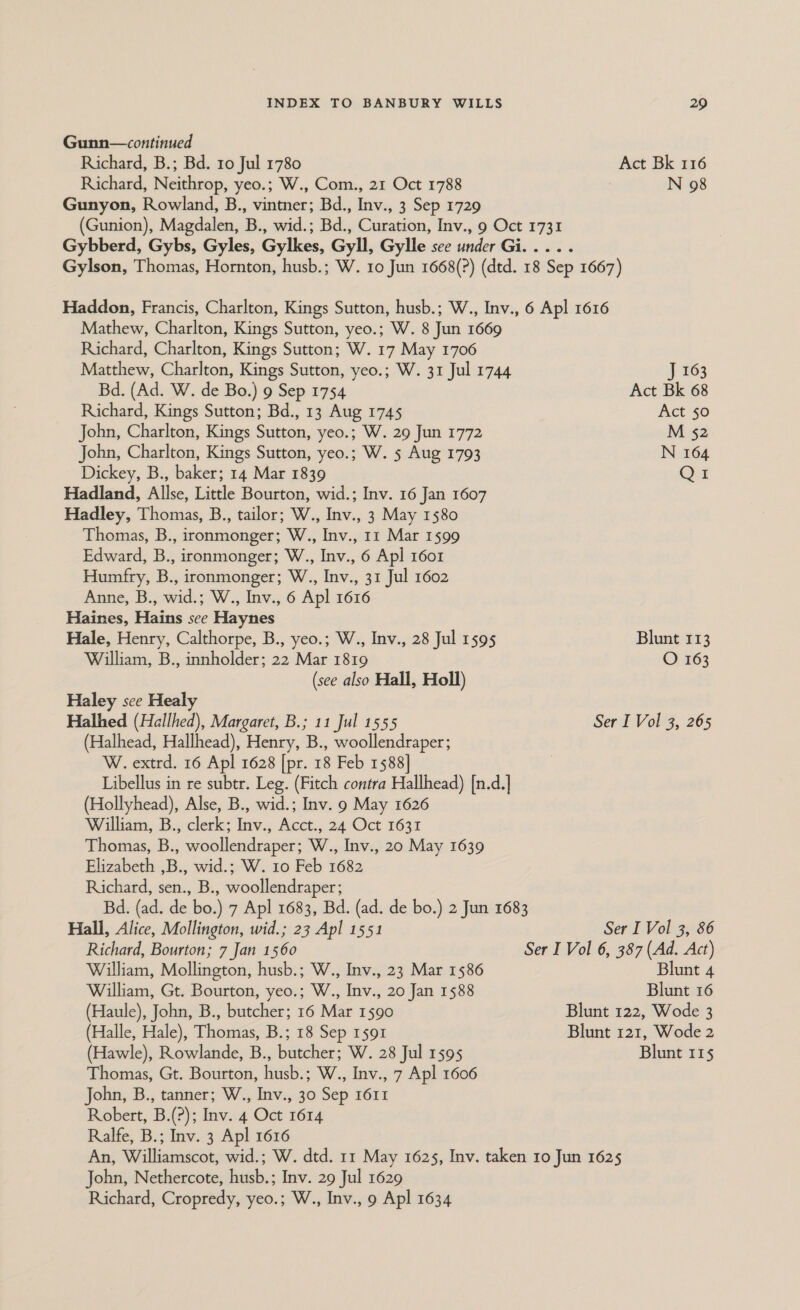 INDEX TO BANBURY WILLS 29
Gunn—continued
Richard, B.; Bd. 10 Jul 1780 Act Bk 116
Richard, Neithrop, yeo.; W., Com., 21 Oct 1788 N 98
Gunyon, Rowland, B., vintner; Bd., Inv., 3 Sep 1729
(Gunion), Magdalen, B., wid.; Bd., Curation, Inv., 9 Oct 1731
Gybberd, Gybs, Gyles, Gylkes, Gyll, Gylle see under Gi. . . . .
Gylson, Thomas, Hornton, husb.; W. 10 Jun 1668(?) (dtd. 18 Sep 1667)
Haddon, Francis, Charlton, Kings Sutton, husb.; W., Inv., 6 Apl 1616
Mathew, Charlton, Kings Sutton, yeo.; W. 8 Jun 1669
Richard, Charlton, Kings Sutton; W. 17 May 1706
Matthew, Charlton, Kings Sutton, yeo.; W. 31 Jul 1744 J 163
Bd. (Ad. W. de Bo.) 9 Sep 1754 Act Bk 68
Richard, Kings Sutton; Bd., 13 Aug 1745 Act 50
John, Charlton, Kings Sutton, yeo.; W. 29 Jun 1772 M 52
John, Charlton, Kings Sutton, yeo.; W. 5 Aug 1793 N 164
Dickey, B., baker; 14 Mar 1839 Q 1
Hadland, Allse, Little Bourton, wid.; Inv. 16 Jan 1607
Hadley, Thomas, B., tailor; W., Inv., 3 May 1580
Thomas, B., ironmonger; W., Inv., 11 Mar 1599
Edward, B., ironmonger; W., Inv., 6 Apl 1601
Humfry, B., ironmonger; W., Inv., 31 Jul 1602
Anne, B., wid.; W., Inv., 6 Apl 1616
Haines, Hains see Haynes
Hale, Henry, Calthorpe, B., yeo.; W., Inv., 28 Jul 1595 Blunt 113
William, B., innholder; 22 Mar 1819 O 163
(see also Hall, Holl)
Haley see Healy
Halhed (Hallhed), Margaret, B.; 11 Jul 1555 Ser I Vol 3, 265
(Halhead, Hallhead), Henry, B., woollendraper;
W. extrd. 16 Apl 1628 [pr. 18 Feb 1588]
Libellus in re subtr. Leg. (Fitch contra Hallhead) [n.d.]
(Hollyhead), Alse, B., wid.; Inv. 9 May 1626
William, B., clerk; Inv., Acct., 24 Oct 1631
Thomas, B., woollendraper; W., Inv., 20 May 1639
Elizabeth ,B., wid.; W. 10 Feb 1682
Richard, sen., B., woollendraper;
Bd. (ad. de bo.) 7 Apl 1683, Bd. (ad. de bo.) 2 Jun 1683
Hall, Alice, Mollington, wid.; 23 Apl 1551 Ser I Vol 3, 86
Richard, Bourton; 7 Jan 1560 Ser I Vol 6, 387 (Ad. Act)
William, Mollington, husb.; W., Inv., 23 Mar 1586 Blunt 4
William, Gt. Bourton, yeo.; W., Inv., 20 Jan 1588 Blunt 16
(Haule), John, B., butcher; 16 Mar 1590 Blunt 122, Wode 3
(Halle, Hale), Thomas, B.; 18 Sep 1591 Blunt 121, Wode 2
(Hawle), Rowlande, B., butcher; W. 28 Jul 1595 Blunt 115
Thomas, Gt. Bourton, husb.; W., Inv., 7 Apl 1606
John, B., tanner; W., Inv., 30 Sep 1611
Robert, B.(?); Inv. 4 Oct 1614
Ralfe, B.; Inv. 3 Apl 1616
An, Williamscot, wid.; W. dtd. 11 May 1625, Inv. taken 10 Jun 1625
John, Nethercote, husb.; Inv. 29 Jul 1629
Richard, Cropredy, yeo.; W., Inv., 9 Apl 1634